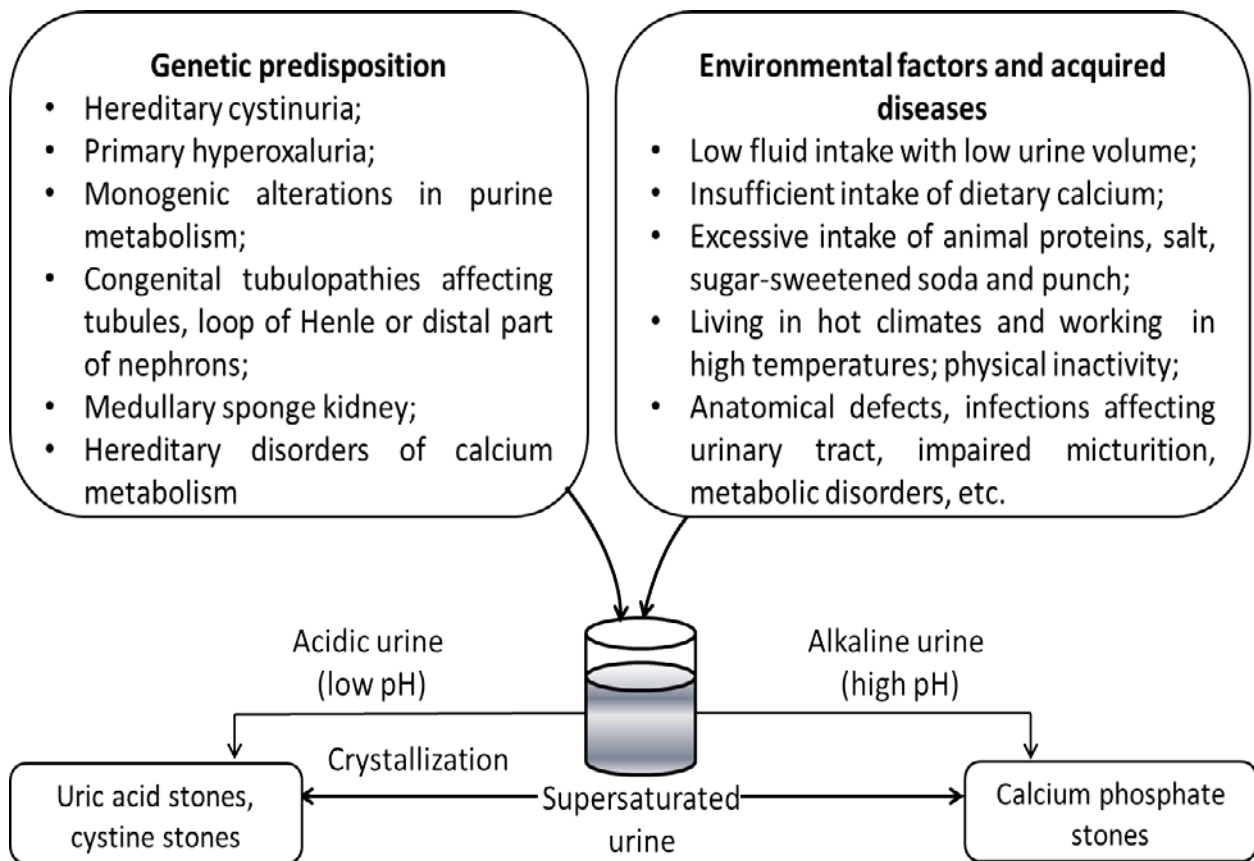 Genetic predisposition
• Hereditary cystinuria;
• Primary hyperoxaluria;
• Monogenic alterations in purine
metabolism;
• Congenital tubulopathies affecting
tubules, loop of Henle or distal part
of nephrons;
• Medullary sponge kidney;
• Hereditary disorders of calcium
metabolism
Environmental factors and acquired
diseases
• Low fluid intake with low urine volume;
• Insufficient intake of dietary calcium;
• Excessive intake of animal proteins, salt,
sugar-sweetened soda and punch;
• Living in hot climates and working in
high temperatures; physical inactivity;
• Anatomical defects, infections affecting
urinary tract, impaired micturition,
metabolic disorders, etc.
Acidic urine
(low pH)
Alkaline urine
(high pH)
Crystallization
Uric acid stones,
cystine stones
Supersaturated
urine
Calcium phosphate
stones